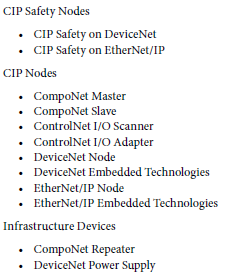 CIP Safety Nodes
• CIP Safety on DeviceNet
• CIP Safety on EtherNet/IP
CIP Nodes
• CompoNet Master
• CompoNet Slave
• ControlNet I/O Scanner
• ControlNet I/O Adapter
• DeviceNet Node
• DeviceNet Embedded Technologies
• EtherNet/IP Node
• EtherNet/IP Embedded Technologies
Infrastructure Devices
• CompoNet Repeater
• DeviceNet Power Supply